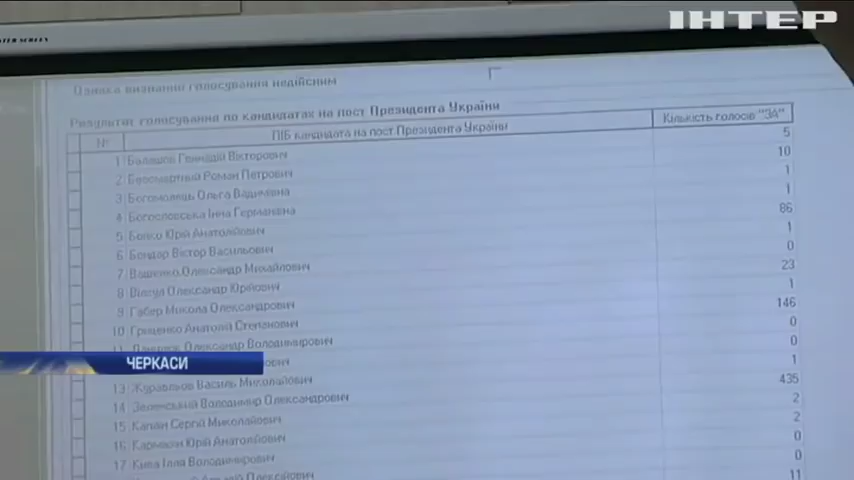 ІНТЕР
Ознака визнання голосування недійсним
Результат голосування по кандидатах на пост Президента України
№ ПІБ кандидата на пост Президента України Кількість голосів "ЗА"
1 Балашов Геннадій Вікторович 5
2 Безсмертний Роман Петрович 10
3 Богомолець Ольга Вадимівна 1
4 Богословська Інна Германівна 1
5 Бойко Юрій Анатолійович 86
6 Бондар Віктор Васильович 1
7 Ващенко Олександр Михайлович 0
8 Вілкул Олександр Юрійович 23
9 Габер Микола Олександрович 1
10 Гриценко Анатолій Степанович 146
11 Олександр Володимирович 0
0
13 Журавльов Василь Миколайович 1
14 Зеленський Володимир Олександрович 435
15 Каплін Сергій Миколайович 2
16 Кармазін Юрій Анатолійович 2
17 Кива Ілля Володимирович 0
0
11
ЧЕРКАСИ